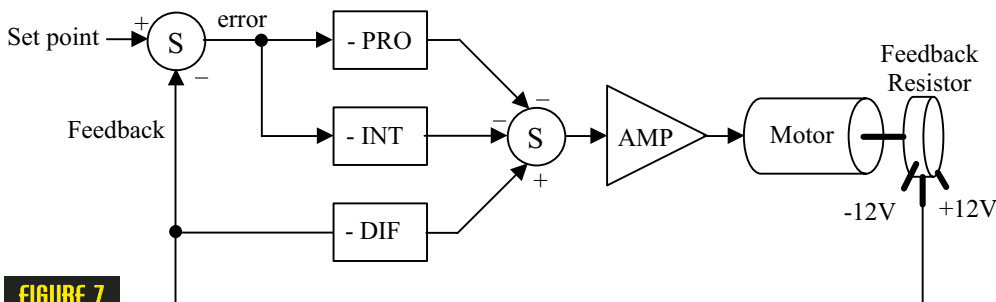 error
+
Set point
S
- PRO
–
Feedback
Resistor
–
Feedback
- INT
–
S
AMP
Motor
+
- DIF
-12V
+12V
FIGURE 7